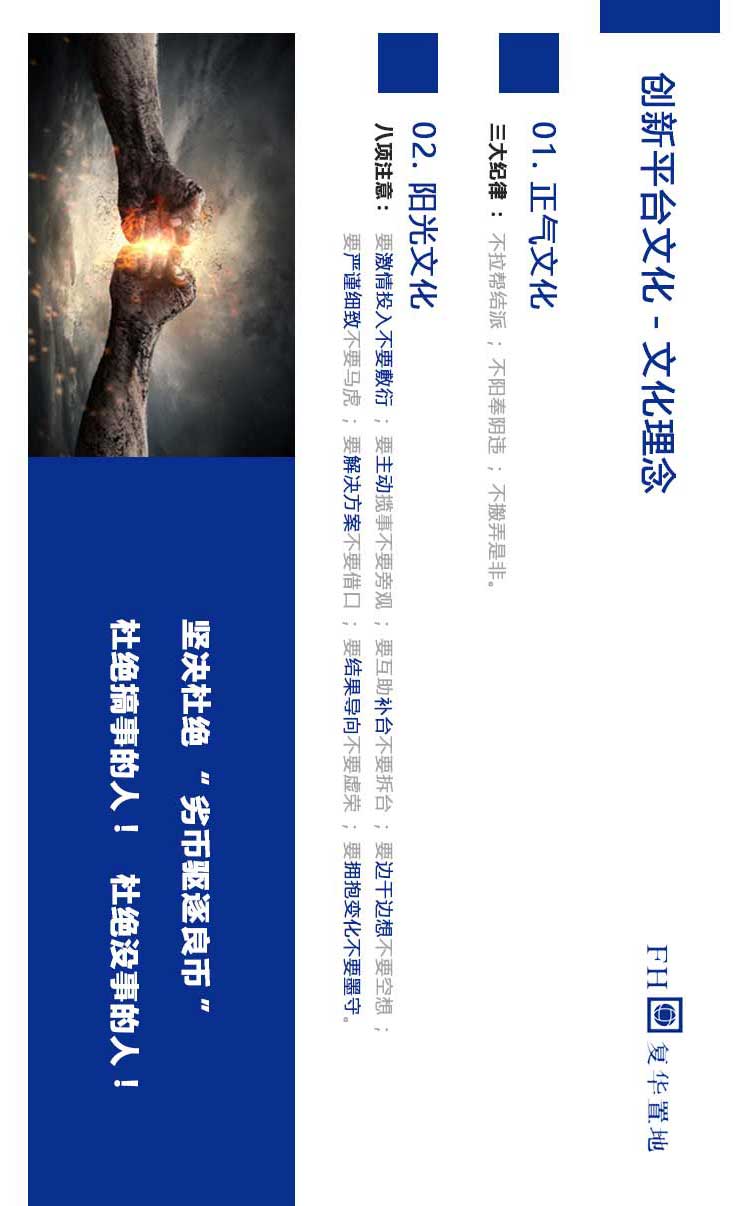 创新平台文化 - 文化理念
FH 复华置地
01. 正气文化
三大纪律： 不拉帮结派；不阳奉阴违；不搬弄是非。
02. 阳光文化
八项注意： 要激情投入不要敷衍；要主动揽事不要旁观；要互助补台不要拆台；要边干边想不要空想；
要严谨细致不要马虎；要解决方案不要借口；要结果导向不要虚荣；要拥抱变化不要墨守。
坚决杜绝“劣币驱逐良币”
杜绝搞事的人！ 杜绝没事的人！